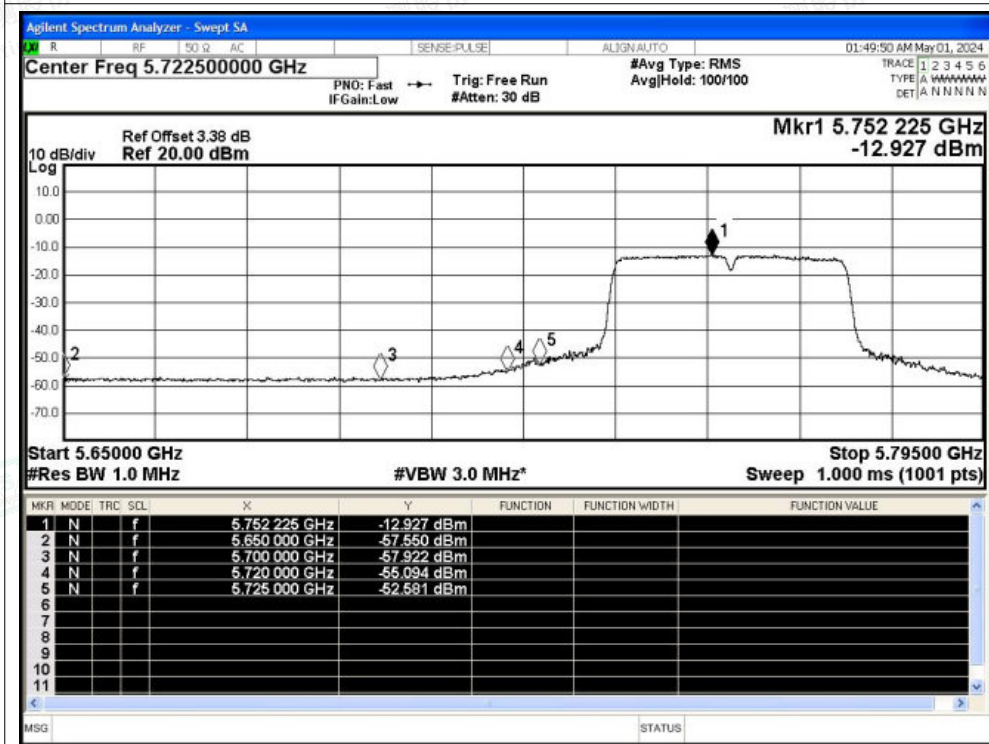 Agilent Spectrum Analyzer - Swept SA
LXI R RF 50 Ω AC SENSE:PULSE ALIGN AUTO 01:49:50 AM May 01, 2024
Center Freq 5.722500000 GHz
PNO: Fast
IFGain:Low
Trig: Free Run
#Atten: 30 dB
#Avg Type: RMS
Avg|Hold: 100/100
TRACE 1 2 3 4 5 6
TYPE A WWWWW
DET A N N N N N
Mkr1 5.752 225 GHz
-12.927 dBm
Ref Offset 3.38 dB
10 dB/div Ref 20.00 dBm
Log
10.0
0.00
-10.0
-20.0
-30.0
-40.0
-50.0
-60.0
-70.0
1
2
3
4
5
Start 5.65000 GHz Stop 5.79500 GHz
#Res BW 1.0 MHz #VBW 3.0 MHz* Sweep 1.000 ms (1001 pts)
MKR MODE TRC SCL X Y FUNCTION FUNCTION WIDTH FUNCTION VALUE
1 N f 5.752 225 GHz -12.927 dBm
2 N f 5.650 000 GHz -57.550 dBm
3 N f 5.700 000 GHz -57.922 dBm
4 N f 5.720 000 GHz -55.094 dBm
5 N f 5.725 000 GHz -52.581 dBm
6
7
8
9
10
11
MSG STATUS